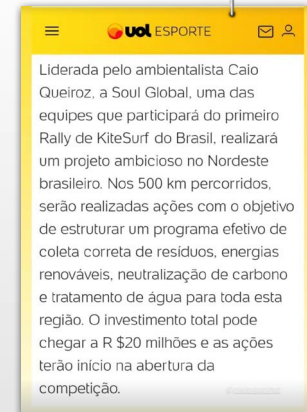 uol ESPORTE
Liderada pelo ambientalista Caio
Queiroz, a Soul Global, uma das
equipes que participará do primeiro
Rally de KiteSurf do Brasil, realizará
um projeto ambicioso no Nordeste
brasileiro. Nos 500 km percorridos,
serão realizadas ações com o objetivo
de estruturar um programa efetivo de
coleta correta de resíduos, energias
renováveis, neutralização de carbono
e tratamento de água para toda esta
região. O investimento total pode
chegar a R $20 milhões e as ações
terão início na abertura da
competição.